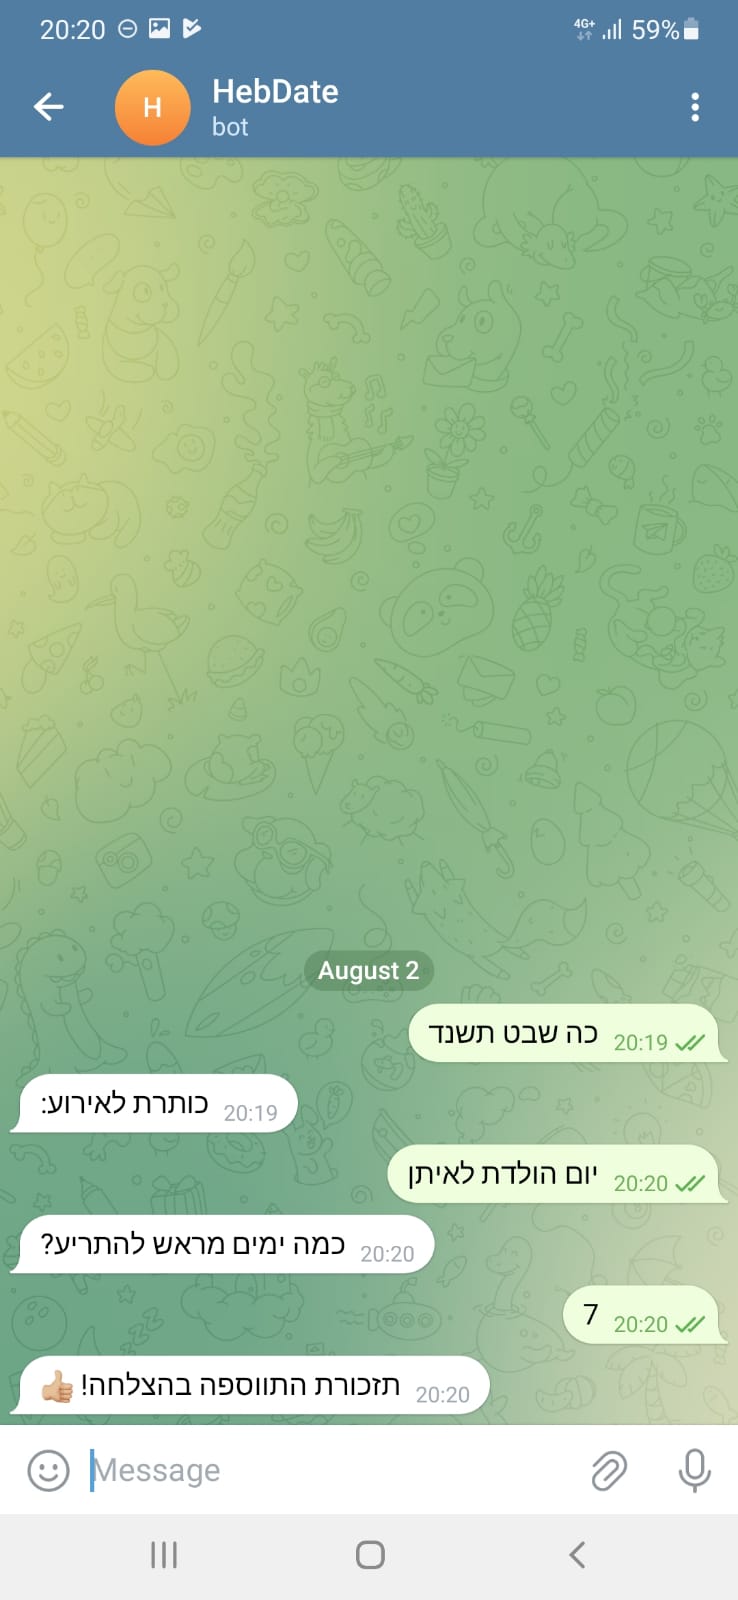 20:20
4G+ 59%
H
HebDate
bot
August 2
כה שבט תשנד 20:19
כותרת לאירוע: 20:19
יום הולדת לאיתן 20:20
כמה ימים מראש להתריע? 20:20
7 20:20
תזכורת התווספה בהצלחה! 👍🏼 20:20
Message